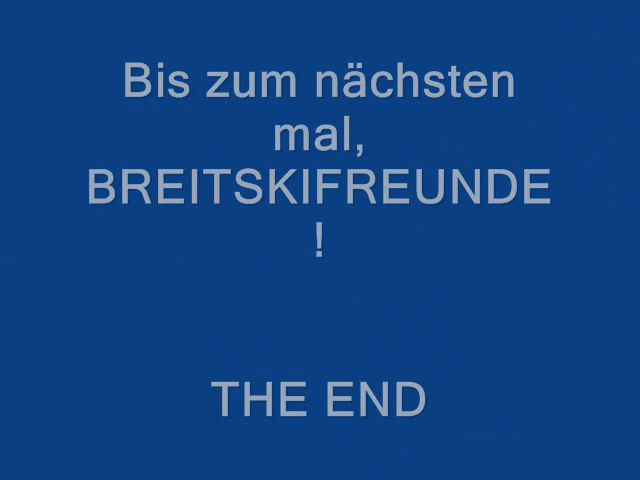 Bis zum nächsten
mal,
BREITSKIFREUNDE
!
THE END